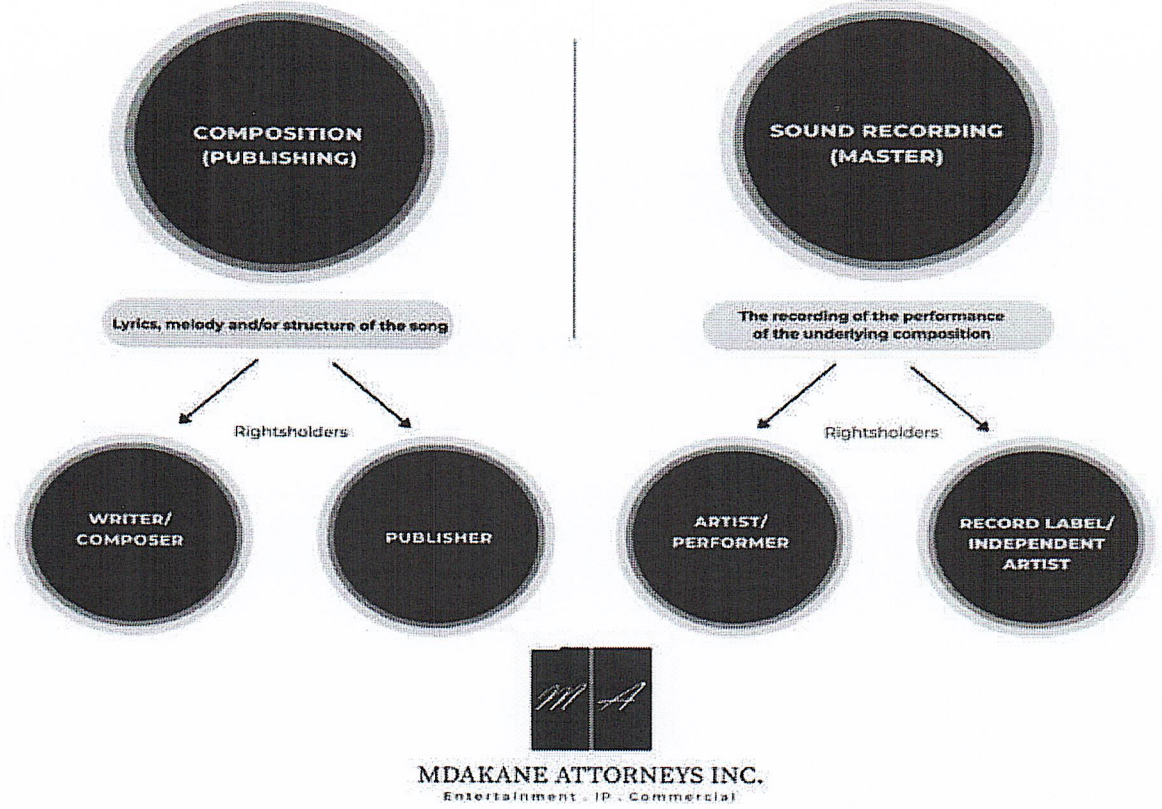 COMPOSITION
(PUBLISHING)
SOUND RECORDING
(MASTER)
Lyrics, melody and/or structure of the song
The recording of the performance
of the underlying composition
Rightsholders
Rightsholders
WRITER/
COMPOSER
PUBLISHER
ARTIST/
PERFORMER
RECORD LABEL/
INDEPENDENT
ARTIST
M A
MDAKANE ATTORNEYS INC.
Entertainment . IP . Commercial